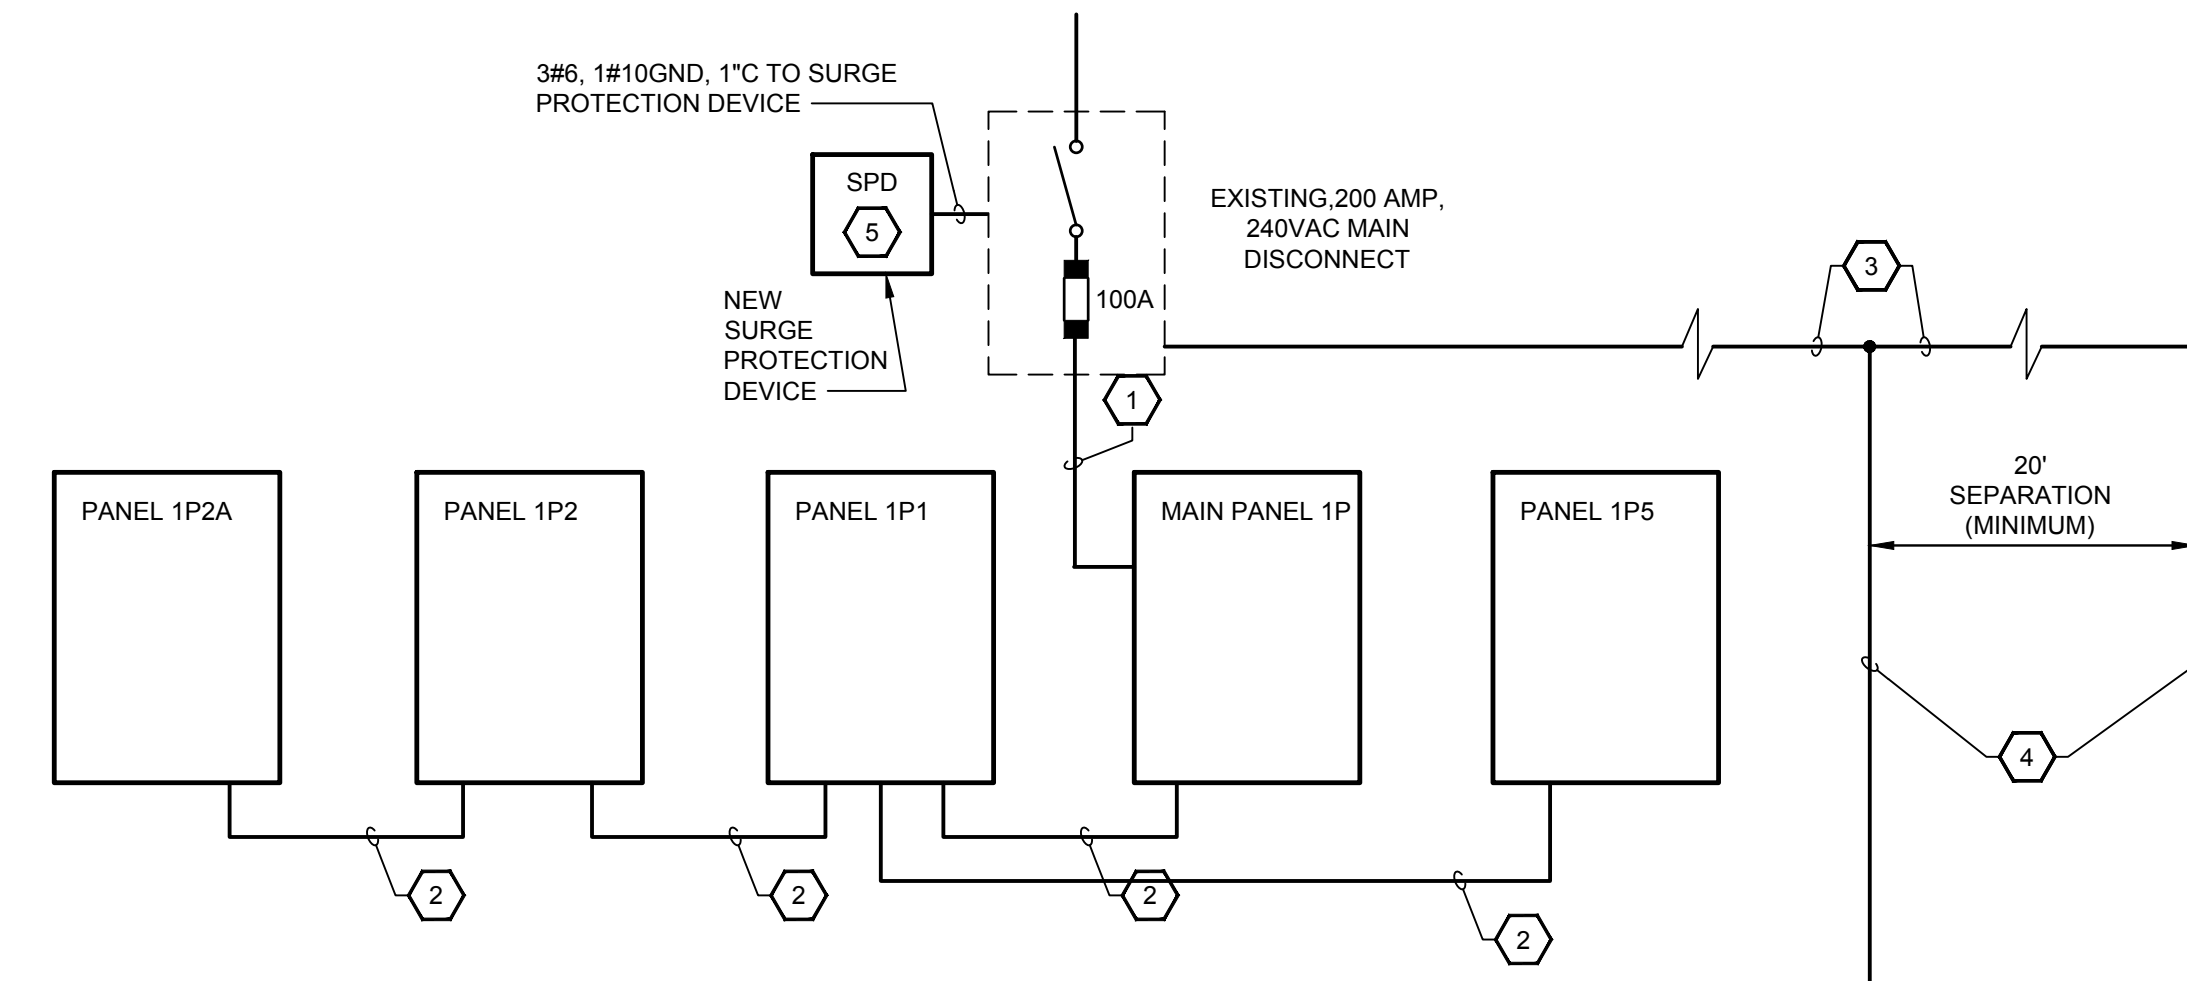 3#6, 1#10GND, 1"C TO SURGE
PROTECTION DEVICE
SPD
5
EXISTING,200 AMP,
240VAC MAIN
DISCONNECT
3
NEW
SURGE
PROTECTION
DEVICE
100A
1
20'
SEPARATION
(MINIMUM)
PANEL 1P2A
PANEL 1P2
PANEL 1P1
MAIN PANEL 1P
PANEL 1P5
4
2
2
2
2